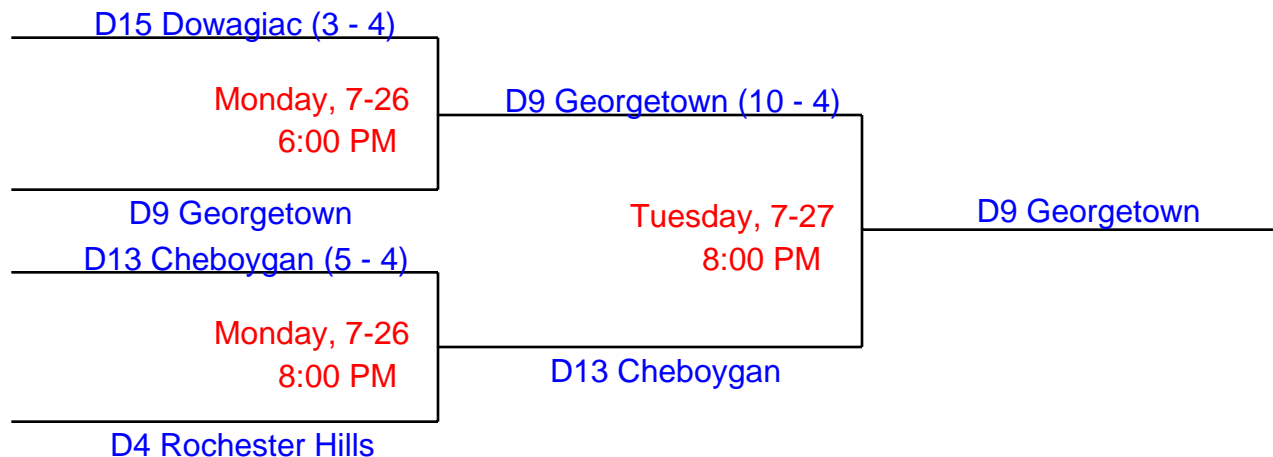 D15 Dowagiac (3 - 4)
Monday, 7-26
6:00 PM
D9 Georgetown
D13 Cheboygan (5 - 4)
Monday, 7-26
8:00 PM
D4 Rochester Hills
D9 Georgetown (10 - 4)
Tuesday, 7-27
8:00 PM
D13 Cheboygan
D9 Georgetown